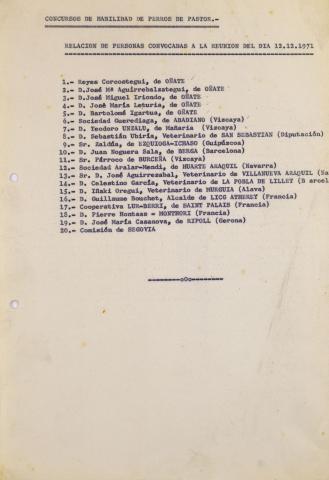 CONCURSOS DE HABILIDAD DE PERROS DE PASTOR.-
RELACION DE PERSONAS CONVOCADAS A LA REUNION DEL DIA 12.12.1971
1.- Reyes Corcostegui, de OÑATE
2.- D.José Mª Aguirrebalzategui, de OÑATE
3.- D.José Miguel Iriondo, de OÑATE
4.- D. José María Leturia, de OÑATE
5.- D. Bartolomé Igartua, de OÑATE
6.- Sociedad Guerediaga, de ABADIANO (Vizcaya)
7.- D. Teodoro UNZALU, de Mañaria (Vizcaya)
8.- D. Sebastián Ubiria, Veterinario de SAN SEBASTIAN (Diputación)
9.- Sr. Zaldúa, de EZQUIOGA-ICHASO (Guipúzcoa)
10.- D. Juan Noguera Sala, de BERGA (Barcelona)
11.- Sr. Párroco de BURCEÑA (Vizcaya)
12.- Sociedad Aralar-Mendi, de HUARTE ARAQUIL (Navarra)
13.- Sr. D. José Aguirrezabal, Veterinario de VILLANUEVA ARAQUIL (Na
14.- D. Celestino García, Veterinario de LA POBLA DE LILLET (B arcel
15.- D. Iñaki Oregui, Veterinario de MURGUIA (Alava)
16.- D. Guillaume Bouchet, Alcalde de LICQ ATHEREY (Francia)
17.- Cooperativa LUR-BERRI, de SAINT PALAIS (Francia)
18.- D. Pierre Hontaas - MONTHORI (Francia)
19.- D. José María Casanova, de RIPOLL (Gerona)
20.- Comisión de SEGOVIA
--------oOo--------